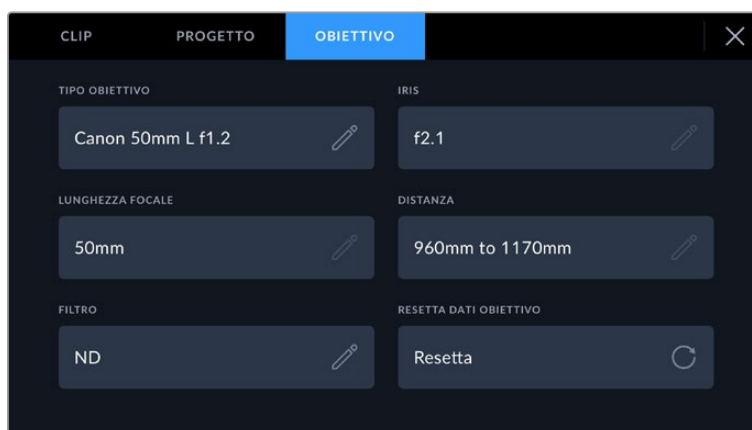 CLIP PROGETTO OBIETTIVO
TIPO OBIETTIVO
Canon 50mm L f1.2
IRIS
f2.1
LUNGHEZZA FOCALE
50mm
DISTANZA
960mm to 1170mm
FILTRO
ND
RESETTA DATI OBIETTIVO
Resetta